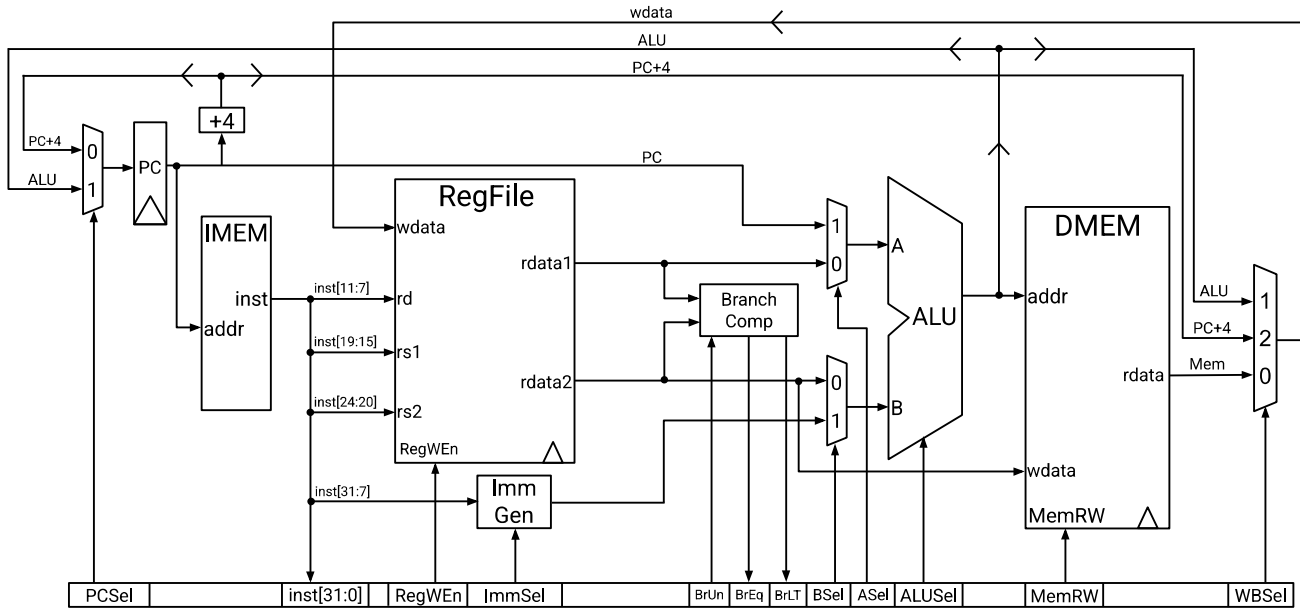 wdata
ALU
PC+4
+4
PC+4
0
PC
PC
ALU
1
RegFile
IMEM
wdata
1
DMEM
A
rdata1
0
inst[11:7]
inst
rd
Branch
Comp
addr
ALU
1
addr
ALU
PC+4
2
inst[19:15]
rs1
Mem
rdata
0
rdata2
0
inst[24:20]
rs2
1
B
RegWEn
wdata
inst[31:7]
Imm
Gen
MemRW
PCSel
inst[31:0]
RegWEn
ImmSel
BrUn
BrEq
BrLT
BSel
ASel
ALUSel
MemRW
WBSel